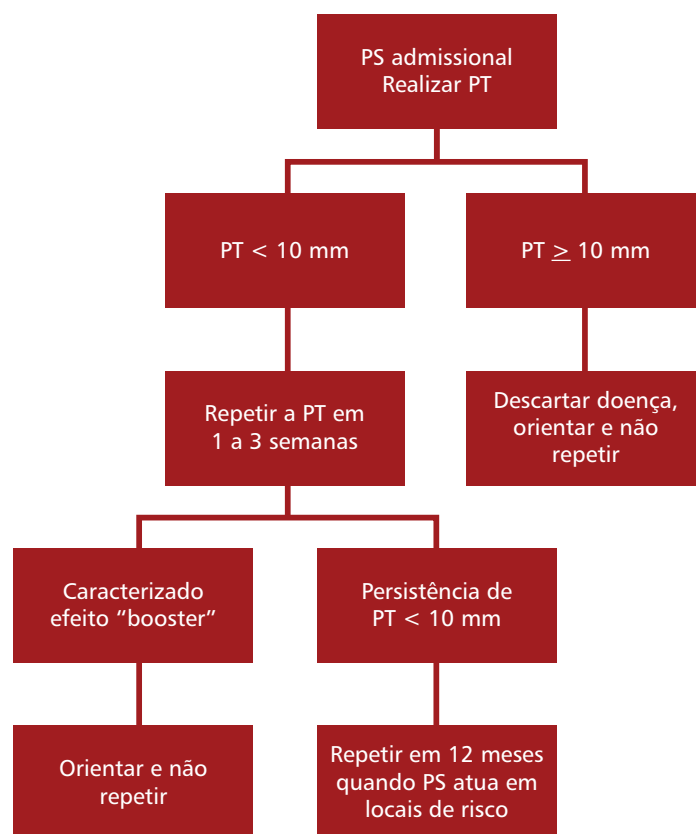 PS admissional
Realizar PT
PT < 10 mm
PT ≥ 10 mm
Repetir a PT em
1 a 3 semanas
Descartar doença,
orientar e não
repetir
Caracterizado
efeito “booster”
Persistência de
PT < 10 mm
Orientar e não
repetir
Repetir em 12 meses
quando PS atua em
locais de risco